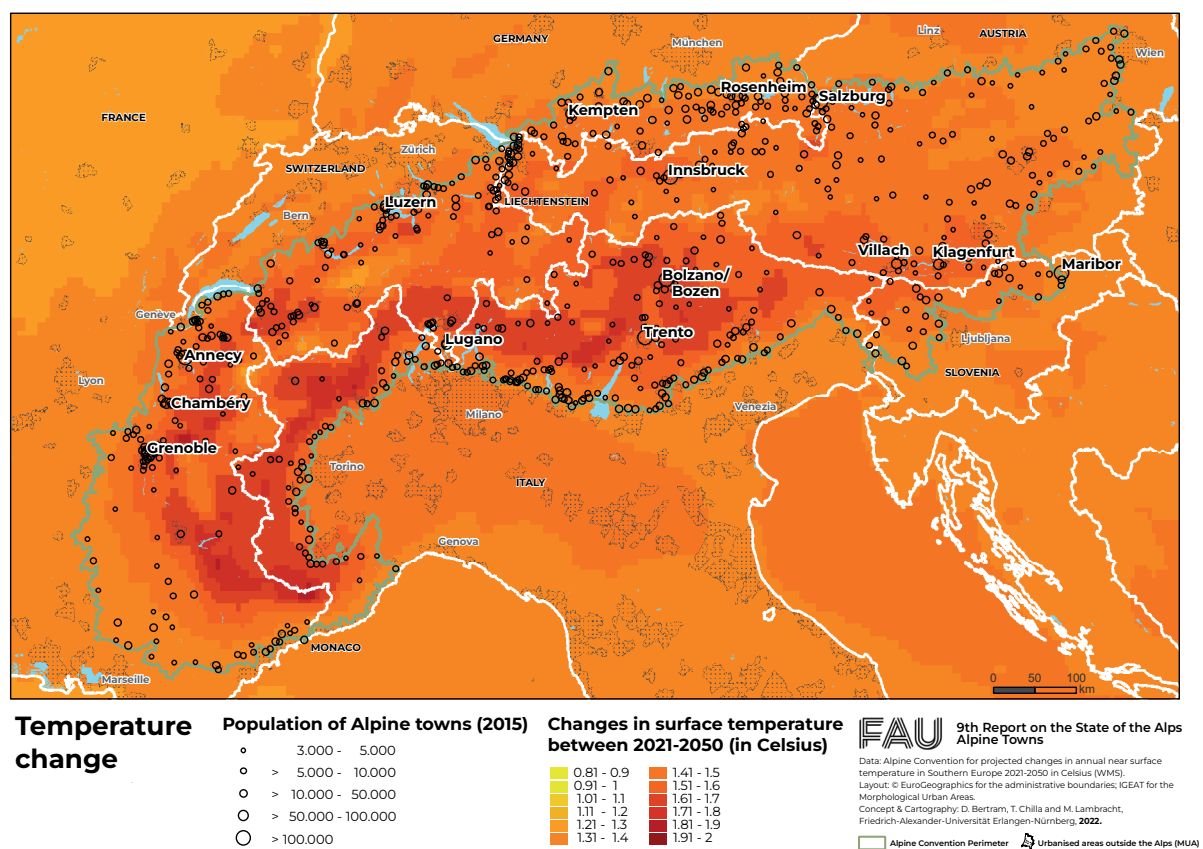 GERMANY
München
Linz
AUSTRIA
Wien
FRANCE
Kempten
Rosenheim
Salzburg
Zürich
SWITZERLAND
Innsbruck
Luzern
LIECHTENSTEIN
Bern
Villach
Klagenfurt
Maribor
Bolzano/
Bozen
Genève
Lugano
Trento
Ljubljana
Annecy
SLOVENIA
Lyon
Chambéry
Milano
Venezia
Grenoble
Torino
ITALY
Genova
MONACO
Marseille
0 50 100
km
Temperature
change
Population of Alpine towns (2015)
3.000 - 5.000
> 5.000 - 10.000
> 10.000 - 50.000
> 50.000 - 100.000
> 100.000
Changes in surface temperature
between 2021-2050 (in Celsius)
0.81 - 0.9 1.41 - 1.5
0.91 - 1 1.51 - 1.6
1.01 - 1.1 1.61 - 1.7
1.11 - 1.2 1.71 - 1.8
1.21 - 1.3 1.81 - 1.9
1.31 - 1.4 1.91 - 2
FAU
9th Report on the State of the Alps
Alpine Towns
Data: Alpine Convention for projected changes in annual near surface
temperature in Southern Europe 2021-2050 in Celsius (WMS).
Layout: © EuroGeographics for the administrative boundaries; IGEAT for the
Morphological Urban Areas.
Concept & Cartography: D. Bertram, T. Chilla and M. Lambracht,
Friedrich-Alexander-Universität Erlangen-Nürnberg, 2022.
Alpine Convention Perimeter Urbanised areas outside the Alps (MUA)